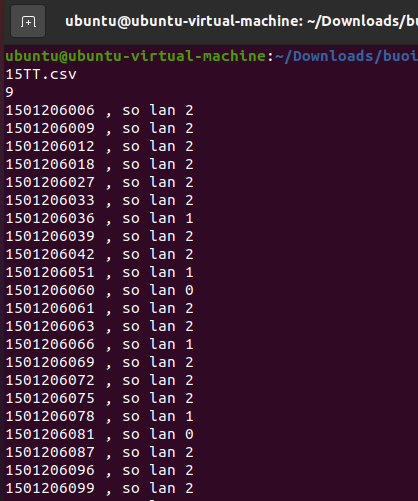 ubuntu@ubuntu-virtual-machine: ~/Downloads/buo
ubuntu@ubuntu-virtual-machine:~/Downloads/buoi
15TT.csv
9
1501206006 , so lan 2
1501206009 , so lan 2
1501206012 , so lan 2
1501206018 , so lan 2
1501206027 , so lan 2
1501206033 , so lan 2
1501206036 , so lan 1
1501206039 , so lan 2
1501206042 , so lan 2
1501206051 , so lan 1
1501206060 , so lan 0
1501206061 , so lan 2
1501206063 , so lan 2
1501206066 , so lan 1
1501206069 , so lan 2
1501206072 , so lan 2
1501206075 , so lan 2
1501206078 , so lan 1
1501206081 , so lan 0
1501206087 , so lan 2
1501206096 , so lan 2
1501206099 , so lan 2